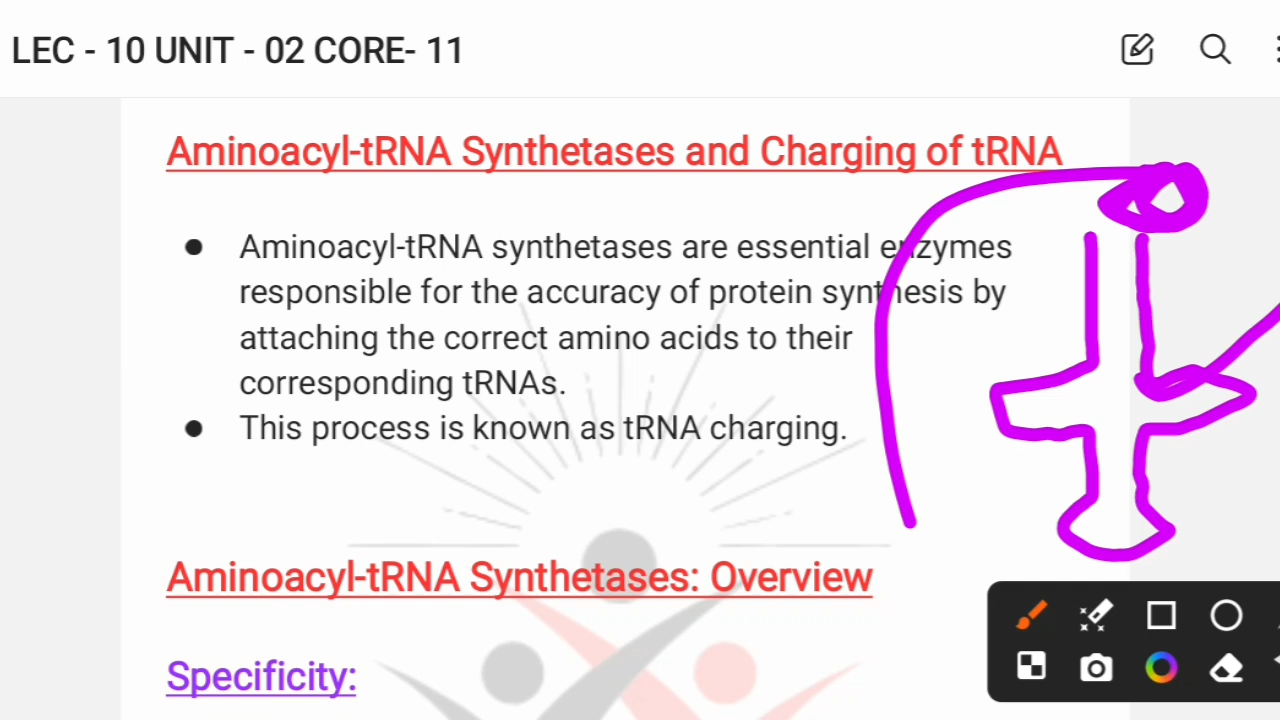 LEC - 10 UNIT - 02 CORE- 11
Aminoacyl-tRNA Synthetases and Charging of tRNA
● Aminoacyl-tRNA synthetases are essential enzymes
responsible for the accuracy of protein synthesis by
attaching the correct amino acids to their
corresponding tRNAs.
● This process is known as tRNA charging.
Aminoacyl-tRNA Synthetases: Overview
Specificity: